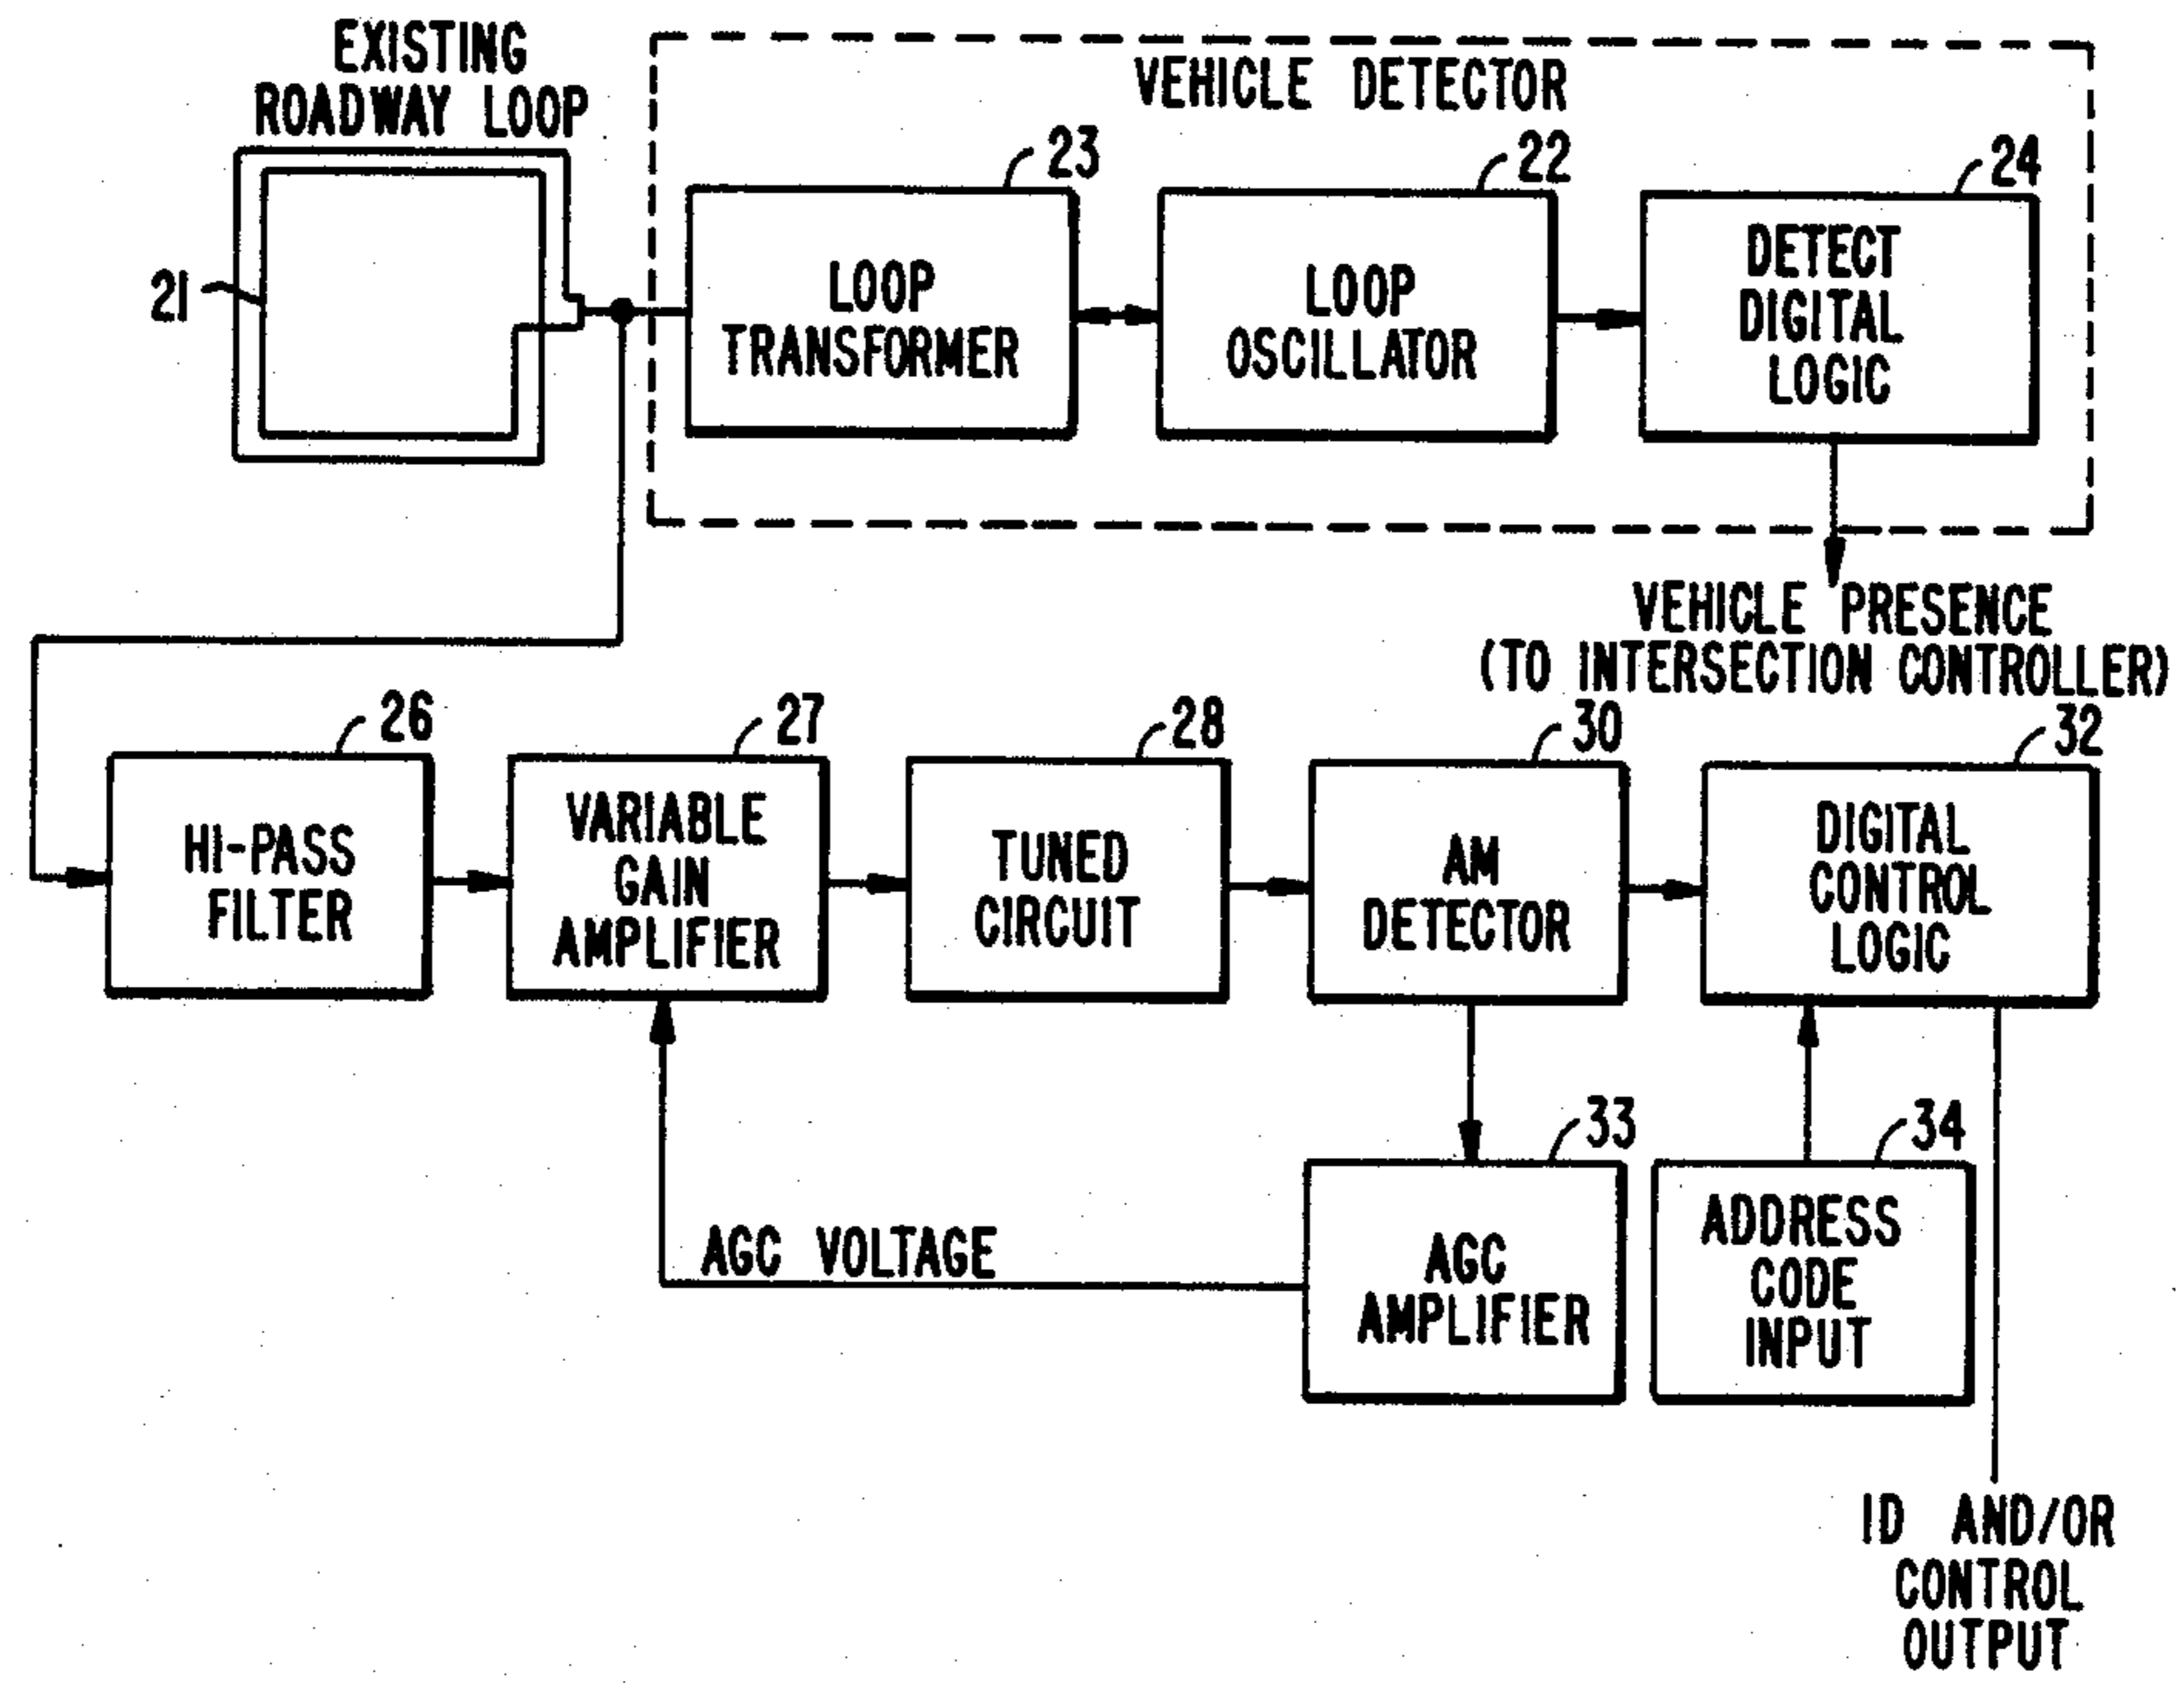 EXISTING
ROADWAY LOOP
21
VEHICLE DETECTOR
23
LOOP
TRANSFORMER
22
LOOP
OSCILLATOR
24
DETECT
DIGITAL
LOGIC
VEHICLE PRESENCE
(TO INTERSECTION CONTROLLER)
26
HI-PASS
FILTER
27
VARIABLE
GAIN
AMPLIFIER
28
TUNED
CIRCUIT
30
AM
DETECTOR
32
DIGITAL
CONTROL
LOGIC
AGC VOLTAGE
33
AGC
AMPLIFIER
34
ADDRESS
CODE
INPUT
ID AND/OR
CONTROL
OUTPUT